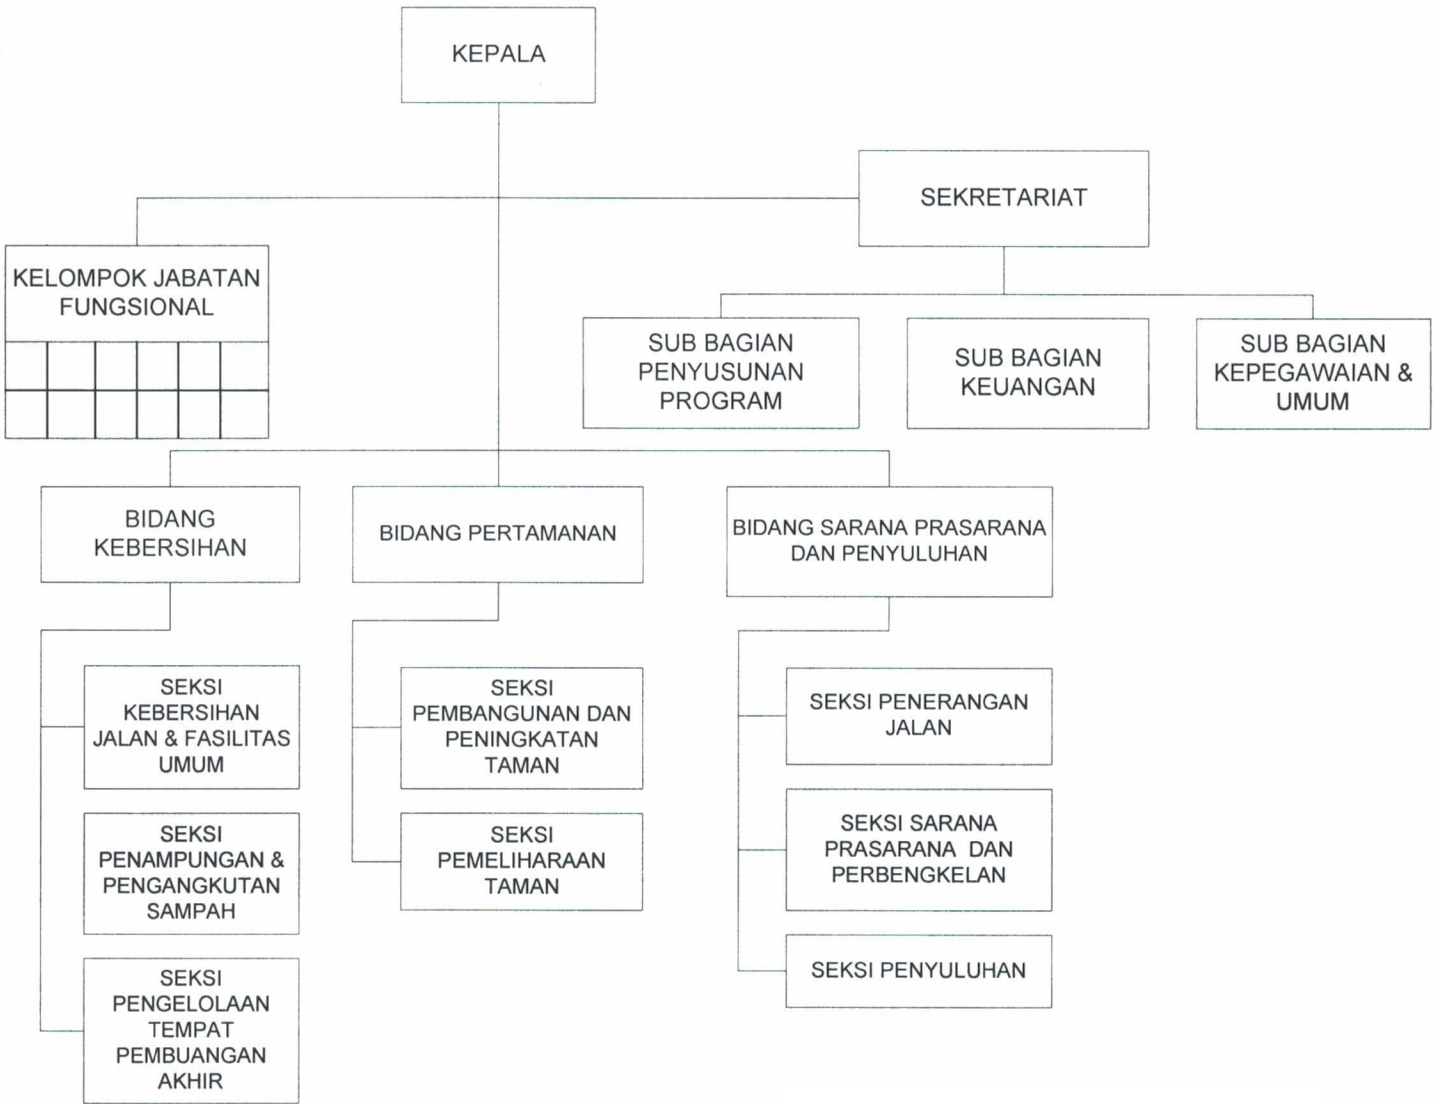 KEPALA
SEKRETARIAT
KELOMPOK JABATAN
FUNGSIONAL
SUB BAGIAN
PENYUSUNAN
PROGRAM
SUB BAGIAN
KEUANGAN
SUB BAGIAN
KEPEGAWAIAN &
UMUM
BIDANG
KEBERSIHAN
BIDANG PERTAMANAN
BIDANG SARANA PRASARANA
DAN PENYULUHAN
SEKSI
KEBERSIHAN
JALAN & FASILITAS
UMUM
SEKSI
PENAMPUNGAN &
PENGANGKUTAN
SAMPAH
SEKSI
PENGELOLAAN
TEMPAT
PEMBUANGAN
AKHIR
SEKSI
PEMBANGUNAN DAN
PENINGKATAN
TAMAN
SEKSI
PEMELIHARAAN
TAMAN
SEKSI PENERANGAN
JALAN
SEKSI SARANA
PRASARANA DAN
PERBENGKELAN
SEKSI PENYULUHAN